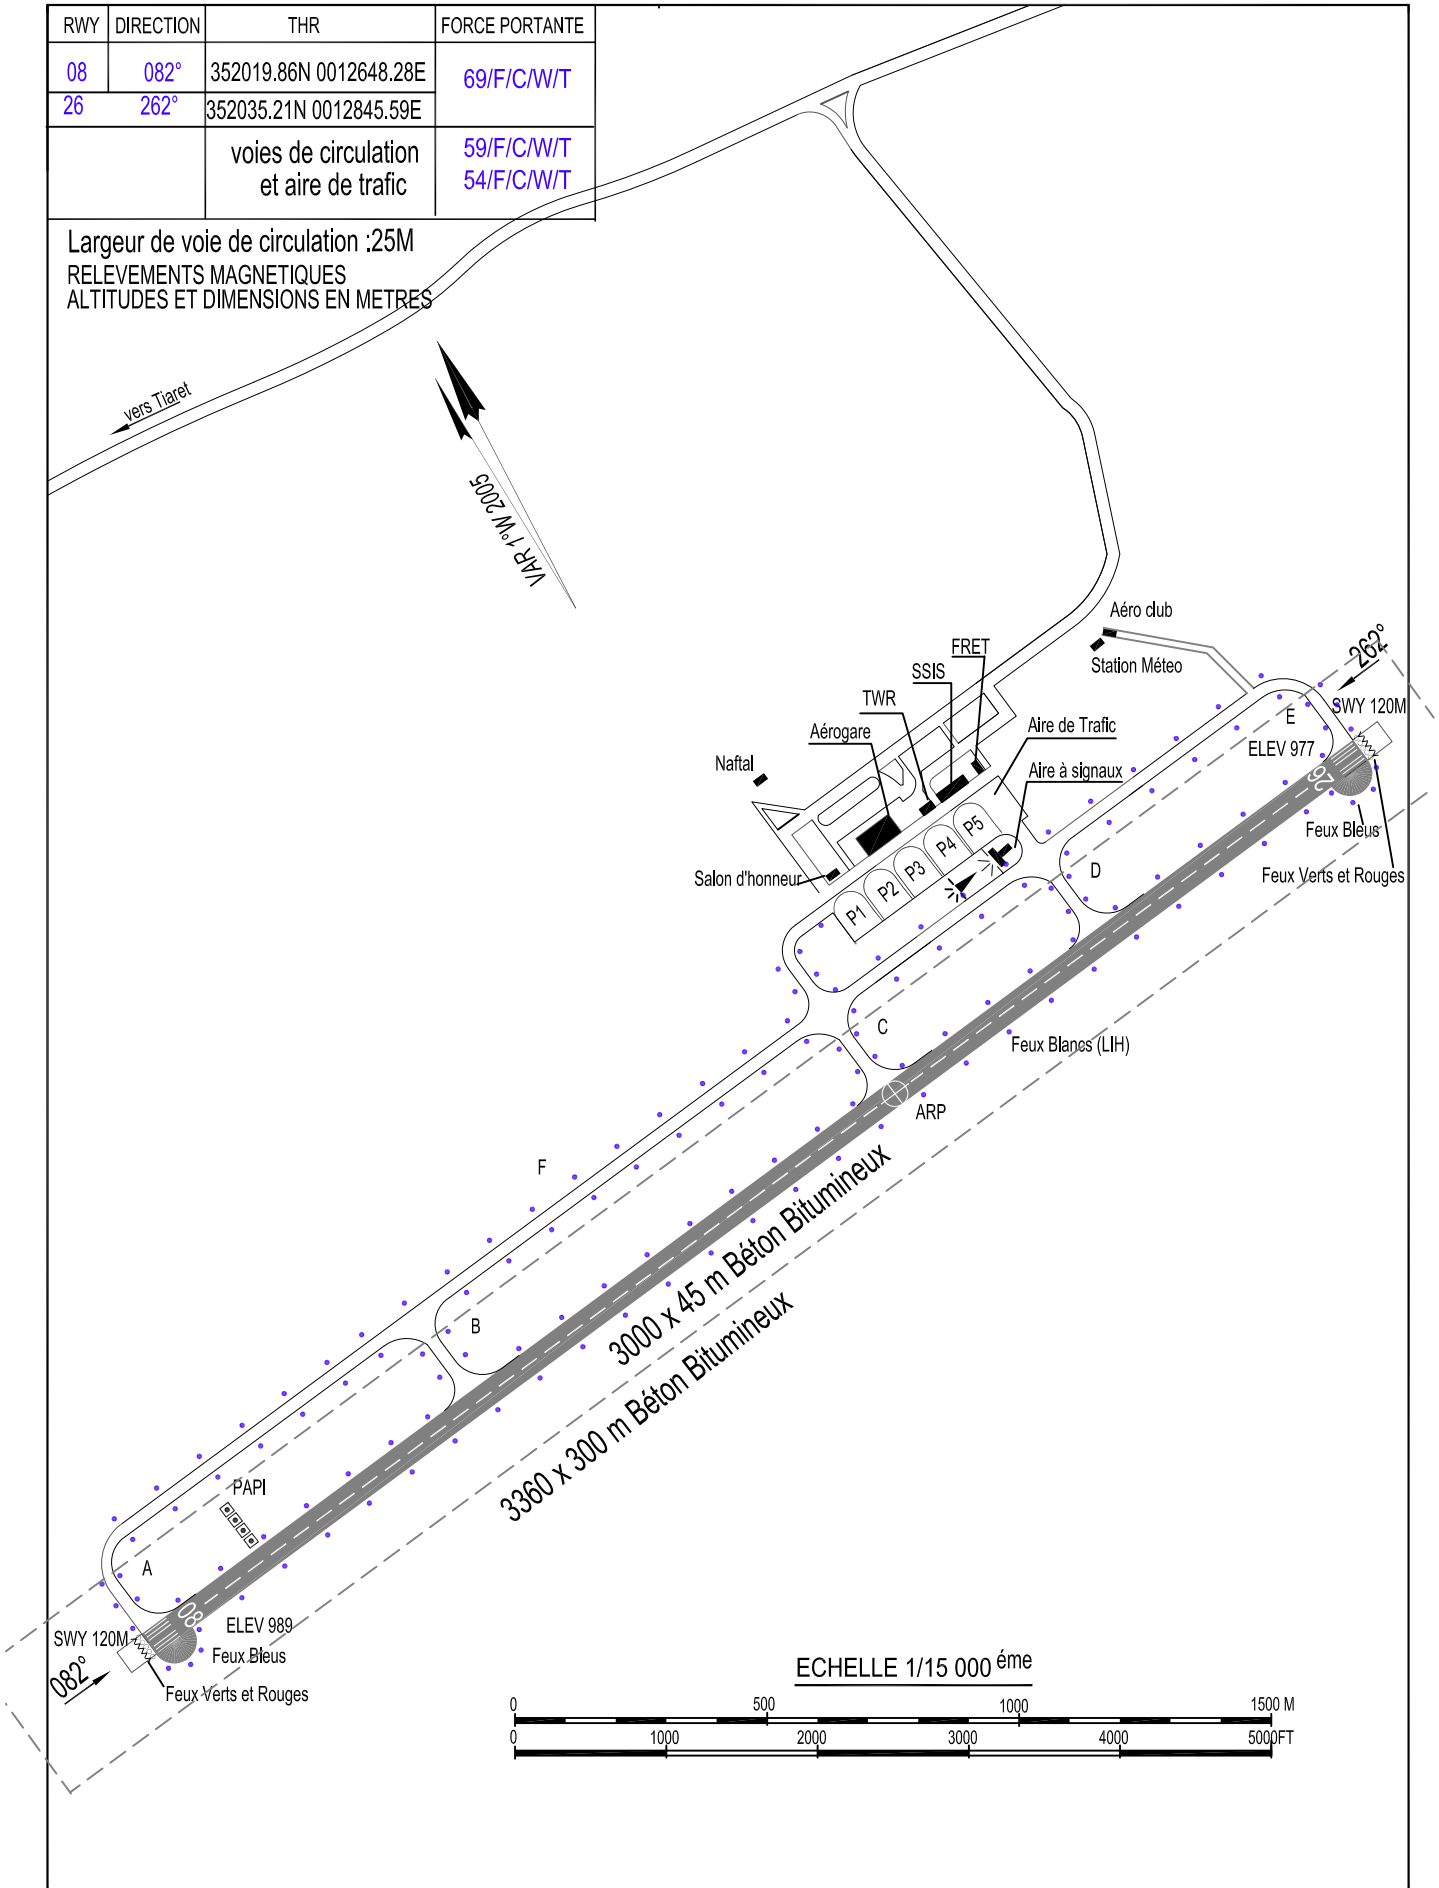 RWY DIRECTION THR FORCE PORTANTE
08 082° 352019.86N 0012648.28E 69/F/C/W/T
26 262° 352035.21N 0012845.59E
voies de circulation 59/F/C/W/T
et aire de trafic 54/F/C/W/T
Largeur de voie de circulation :25M
RELEVEMENTS MAGNETIQUES
ALTITUDES ET DIMENSIONS EN METRES
vers Tiaret
VAR 1°W 2005
Aéro club
Station Méteo
262°
FRET
SSIS
TWR
Aérogare
Naftal
Aire de Trafic
Aire à signaux
SWY 120M
E
ELEV 977
26
Feux Bleus
Feux Verts et Rouges
Salon d'honneur
P1
P2
P3
P4
P5
D
C
Feux Blancs (LIH)
ARP
F
B
3000 x 45 m Béton Bitumineux
3360 x 300 m Béton Bitumineux
PAPI
A
08
ELEV 989
SWY 120M
Feux Bleus
082°
Feux Verts et Rouges
ECHELLE 1/15 000 éme
0 500 1000 1500 M
0 1000 2000 3000 4000 5000FT